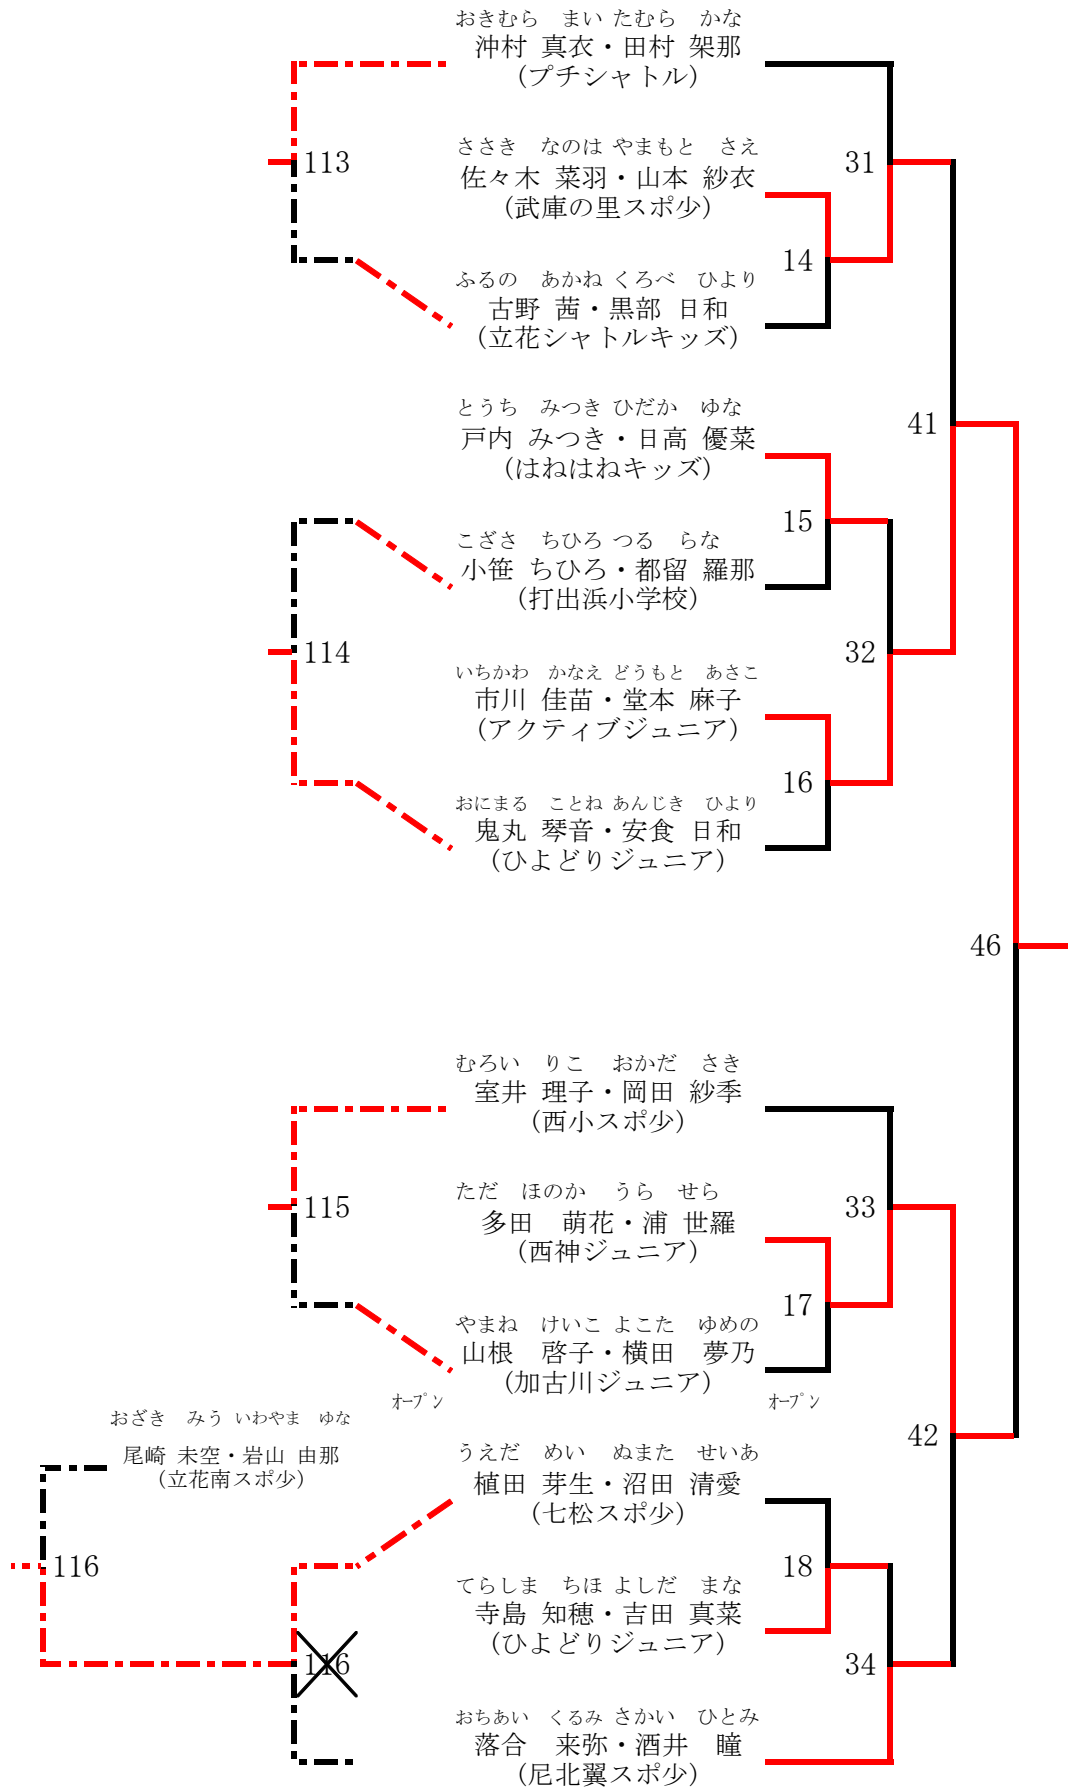 おきむら　まい たむら　かな
沖村 真衣・田村 架那
(プチシャトル)
113
31
ささき　なのは やまもと　さえ
佐々木 菜羽・山本 紗衣
(武庫の里スポ少)
14
ふるの　あかね くろべ　ひより
古野 茜・黒部 日和
(立花シャトルキッズ)
とうち　みつき ひだか　ゆな
戸内 みつき・日高 優菜
(はねはねキッズ)
41
15
こざさ　ちひろ つる　らな
小笹 ちひろ・都留 羅那
(打出浜小学校)
114
32
いちかわ　かなえ どうもと　あさこ
市川 佳苗・堂本 麻子
(アクティブジュニア)
16
おにまる　ことね あんじき　ひより
鬼丸 琴音・安食 日和
(ひよどりジュニア)
46
むろい　りこ　おかだ　さき
室井 理子・岡田 紗季
(西小スポ少)
115
33
ただ　ほのか　うら　せら
多田　萌花・浦 世羅
(西神ジュニア)
17
やまね　けいこ よこた　ゆめの
山根　啓子・横田　夢乃
(加古川ジュニア)
オープン
オープン
おざき　みう いわやま　ゆな
尾崎 未空・岩山 由那
(立花南スポ少)
42
うえだ　めい　ぬまた　せいあ
植田 芽生・沼田 清愛
(七松スポ少)
116
18
てらしま　ちほ よしだ　まな
寺島 知穂・吉田 真菜
(ひよどりジュニア)
116
34
おちあい　くるみ さかい　ひとみ
落合　来弥・酒井　瞳
(尼北翼スポ少)